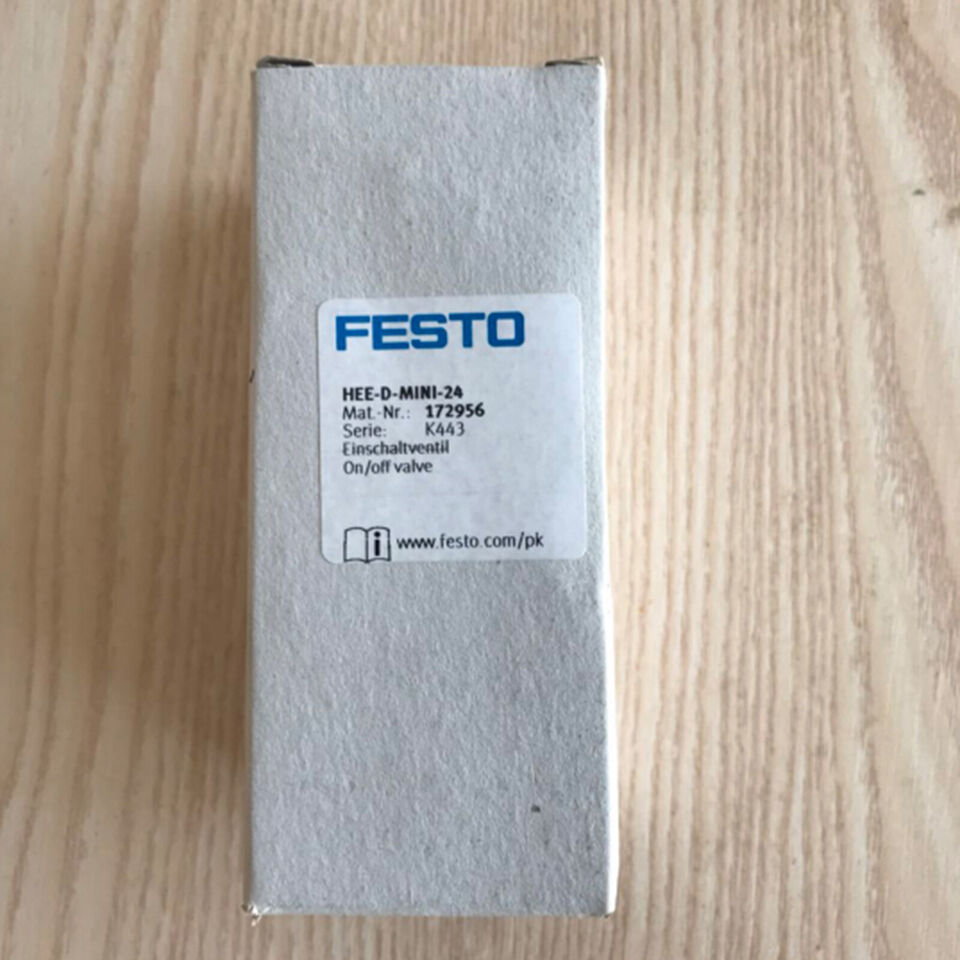 FESTO
HEE-D-MINI-24
Mat.-Nr.: 172956
Serie: K443
Einschaltventil
On/off valve
i www.festo.com/pk